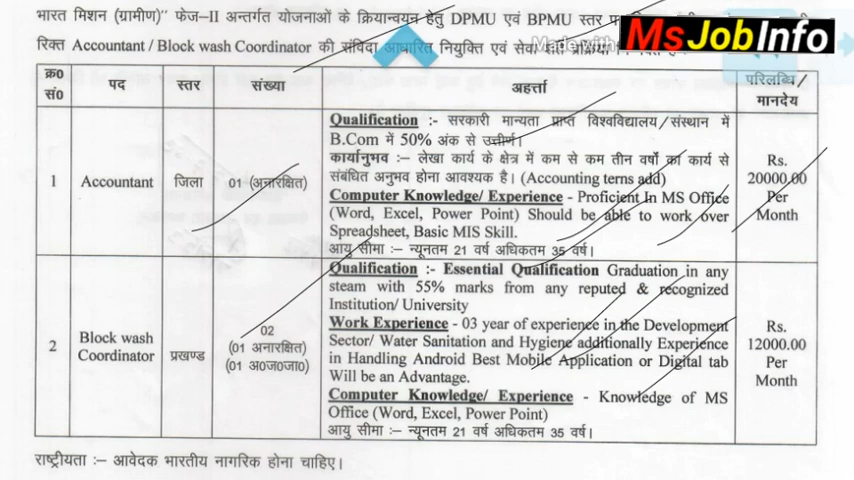 भारत मिशन (ग्रामीण)" फेज–II अन्तर्गत योजनाओं के क्रियान्वयन हेतु DPMU एवं BPMU स्तर
MsJobInfo
रिक्त Accountant / Block wash Coordinator की संविदा आधारित नियुक्ति एवं सेवा शर्त प्रक्रिया
Made with
क्र0 सं0
पद
स्तर
संख्या
अहर्त्ता
परिलब्धि/
मानदेय
1
Accountant
जिला
01 (अनारक्षित)
Qualification :- सरकारी मान्यता प्राप्त विश्वविद्यालय/संस्थान में
B.Com में 50% अंक से उत्तीर्ण।
कार्यानुभव :– लेखा कार्य के क्षेत्र में कम से कम तीन वर्षो का कार्य से
संबंधित अनुभव होना आवश्यक है। (Accounting terns add)
Computer Knowledge/ Experience - Proficient In MS Office
(Word, Excel, Power Point) Should be able to work over
Spreadsheet, Basic MIS Skill.
आयु सीमा :– न्यूनतम 21 वर्ष अधिकतम 35 वर्ष।
Rs.
20000.00
Per
Month
2
Block wash
Coordinator
प्रखण्ड
02
(01 अनारक्षित)
(01 अ0ज0जा0)
Qualification :- Essential Qualification Graduation in any
steam with 55% marks from any reputed & recognized
Institution/ University
Work Experience - 03 year of experience in the Development
Sector/ Water Sanitation and Hygiene additionally Experience
in Handling Android Best Mobile Application or Digital tab
Will be an Advantage.
Computer Knowledge/ Experience - Knowledge of MS
Office (Word, Excel, Power Point)
आयु सीमा :– न्यूनतम 21 वर्ष अधिकतम 35 वर्ष।
Rs.
12000.00
Per
Month
राष्ट्रीयता :– आवेदक भारतीय नागरिक होना चाहिए।